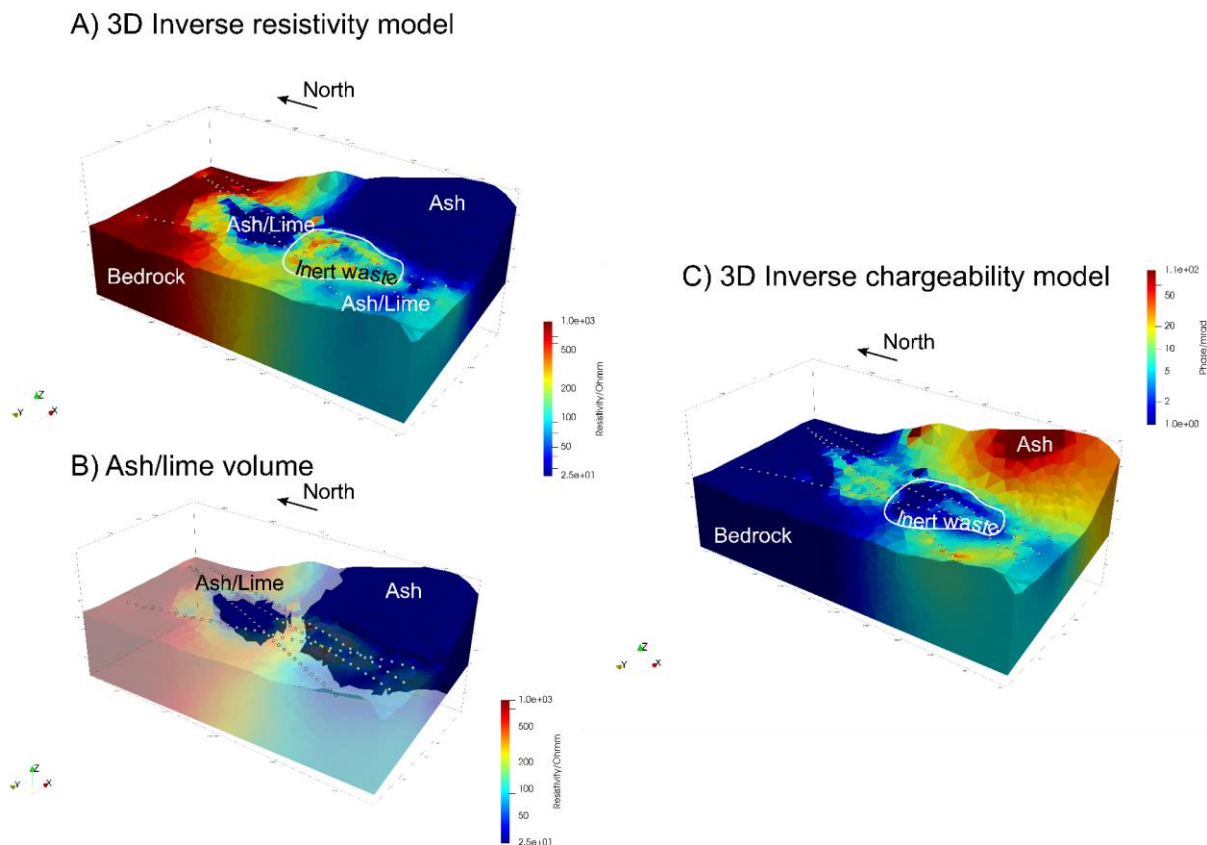 A) 3D Inverse resistivity model
North
Ash
Ash/Lime
Inert waste
Bedrock
Ash/Lime
1.0e+03
500
200
100
50
2.5e+01
Resistivity/Ohmm
Z
Y
X
B) Ash/lime volume
North
Ash/Lime
Ash
1.0e+03
500
200
100
50
2.5e+01
Resistivity/Ohmm
Z
Y
X
C) 3D Inverse chargeability model
1.1e+02
50
20
10
5
2
1.0e+00
Phase/mrad
North
Ash
Inert waste
Bedrock
Z
Y
X